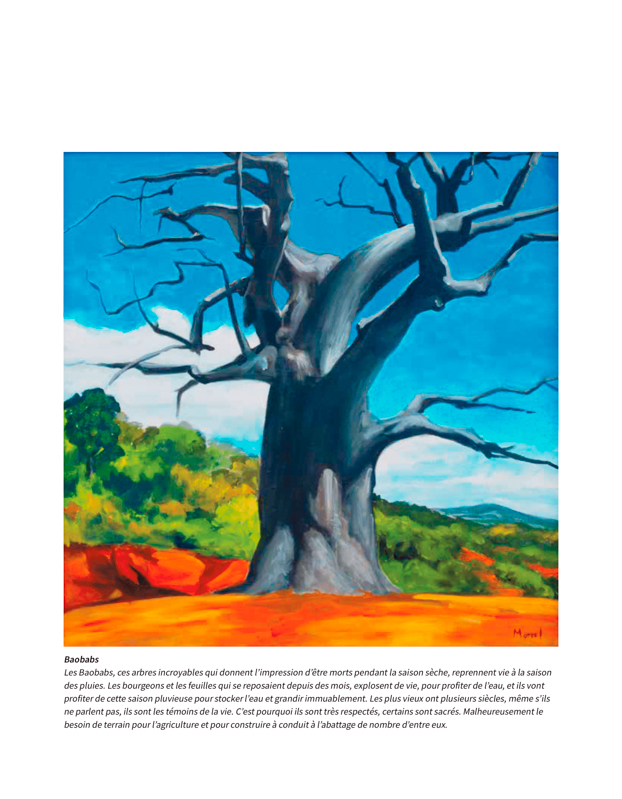 Baobabs
Les Baobabs, ces arbres incroyables qui donnent l'impression d'être morts pendant la saison sèche, reprennent vie à la saison
des pluies. Les bourgeons et les feuilles qui se reposaient depuis des mois, explosent de vie, pour profiter de l'eau, et ils vont
profiter de cette saison pluvieuse pour stocker l'eau et grandir immuablement. Les plus vieux ont plusieurs siècles, même s'ils
ne parlent pas, ils sont les témoins de la vie. C'est pourquoi ils sont très respectés, certains sont sacrés. Malheureusement le
besoin de terrain pour l'agriculture et pour construire à conduit à l'abattage de nombre d'entre eux.